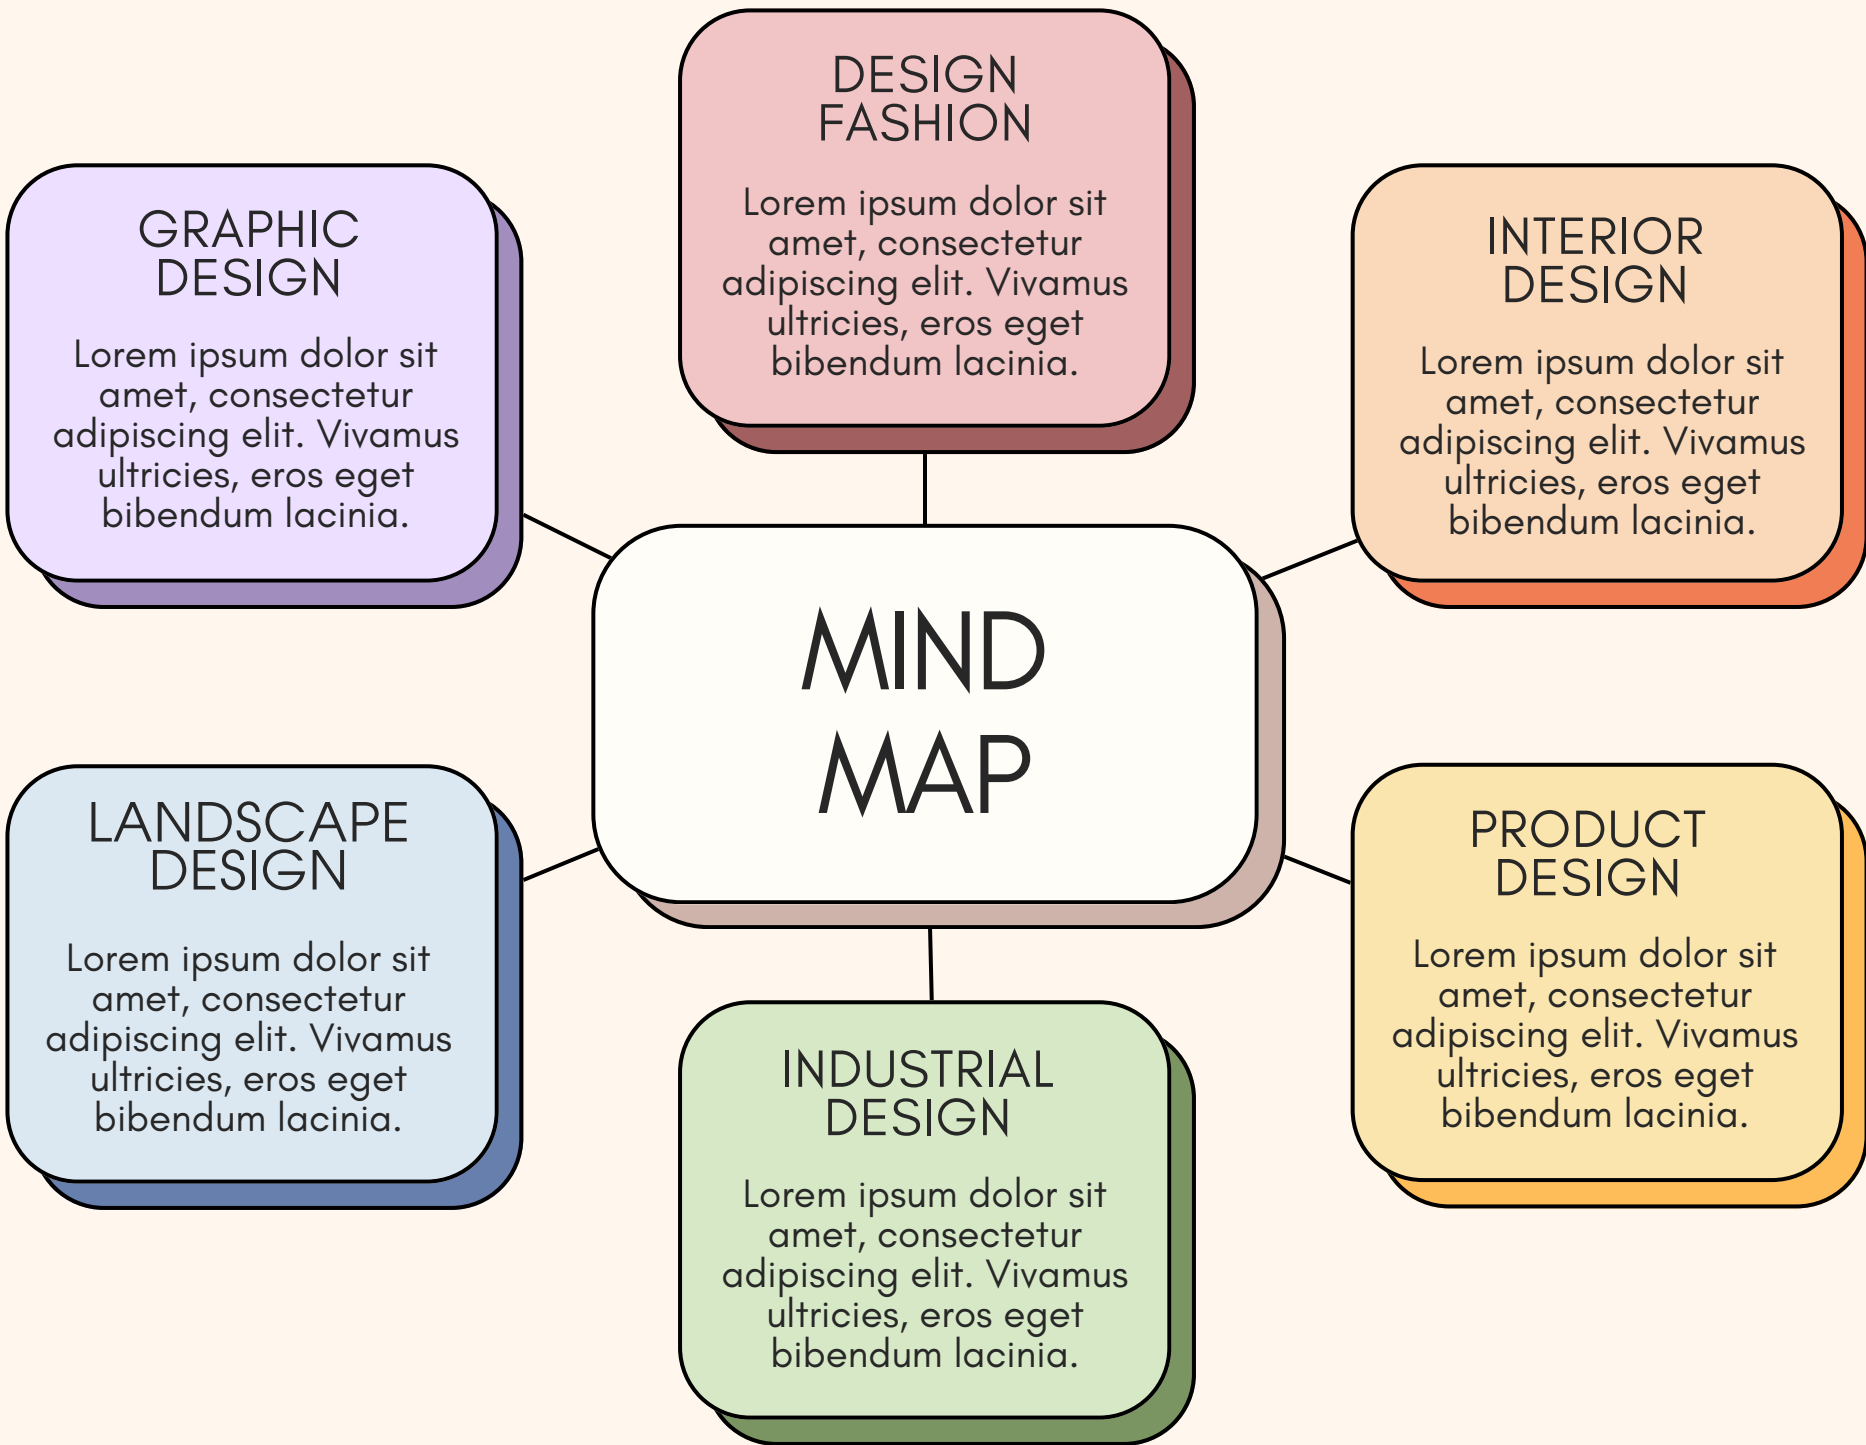 DESIGN
FASHION
Lorem ipsum dolor sit
amet, consectetur
adipiscing elit. Vivamus
ultricies, eros eget
bibendum lacinia.
GRAPHIC
DESIGN
Lorem ipsum dolor sit
amet, consectetur
adipiscing elit. Vivamus
ultricies, eros eget
bibendum lacinia.
INTERIOR
DESIGN
Lorem ipsum dolor sit
amet, consectetur
adipiscing elit. Vivamus
ultricies, eros eget
bibendum lacinia.
MIND
MAP
LANDSCAPE
DESIGN
Lorem ipsum dolor sit
amet, consectetur
adipiscing elit. Vivamus
ultricies, eros eget
bibendum lacinia.
PRODUCT
DESIGN
Lorem ipsum dolor sit
amet, consectetur
adipiscing elit. Vivamus
ultricies, eros eget
bibendum lacinia.
INDUSTRIAL
DESIGN
Lorem ipsum dolor sit
amet, consectetur
adipiscing elit. Vivamus
ultricies, eros eget
bibendum lacinia.